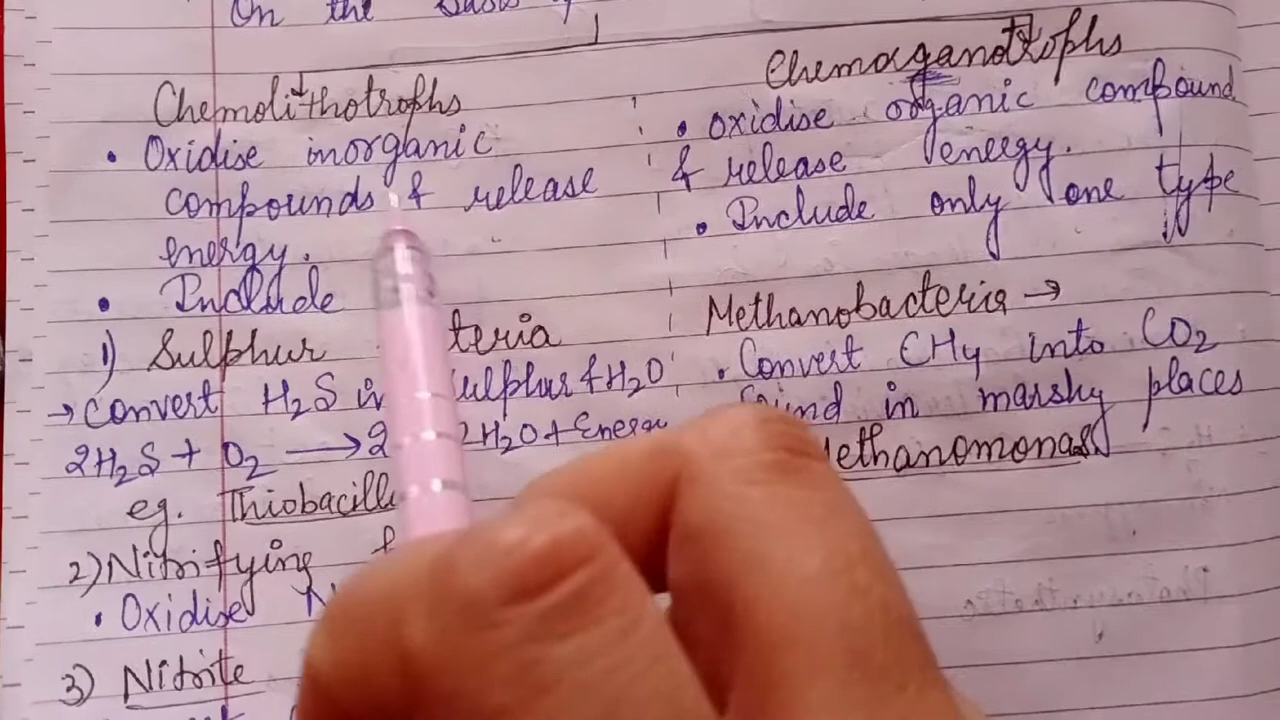 On the
Chemolithotrophs
• Oxidise inorganic
compounds & release
energy.
• Include
1) Sulphur teria
→ Convert H2S in ulphur & H2O
2H2S + O2 → 2 2H2O + Energy
eg. Thiobacill
2) Nitrifying
• Oxidise N
3) Nitrite
Chemorganotrophs
• oxidise organic compound
& release energy.
• Include only one type
Methanobacteria →
• Convert CH4 into CO2
found in marshy places
ethanomonas